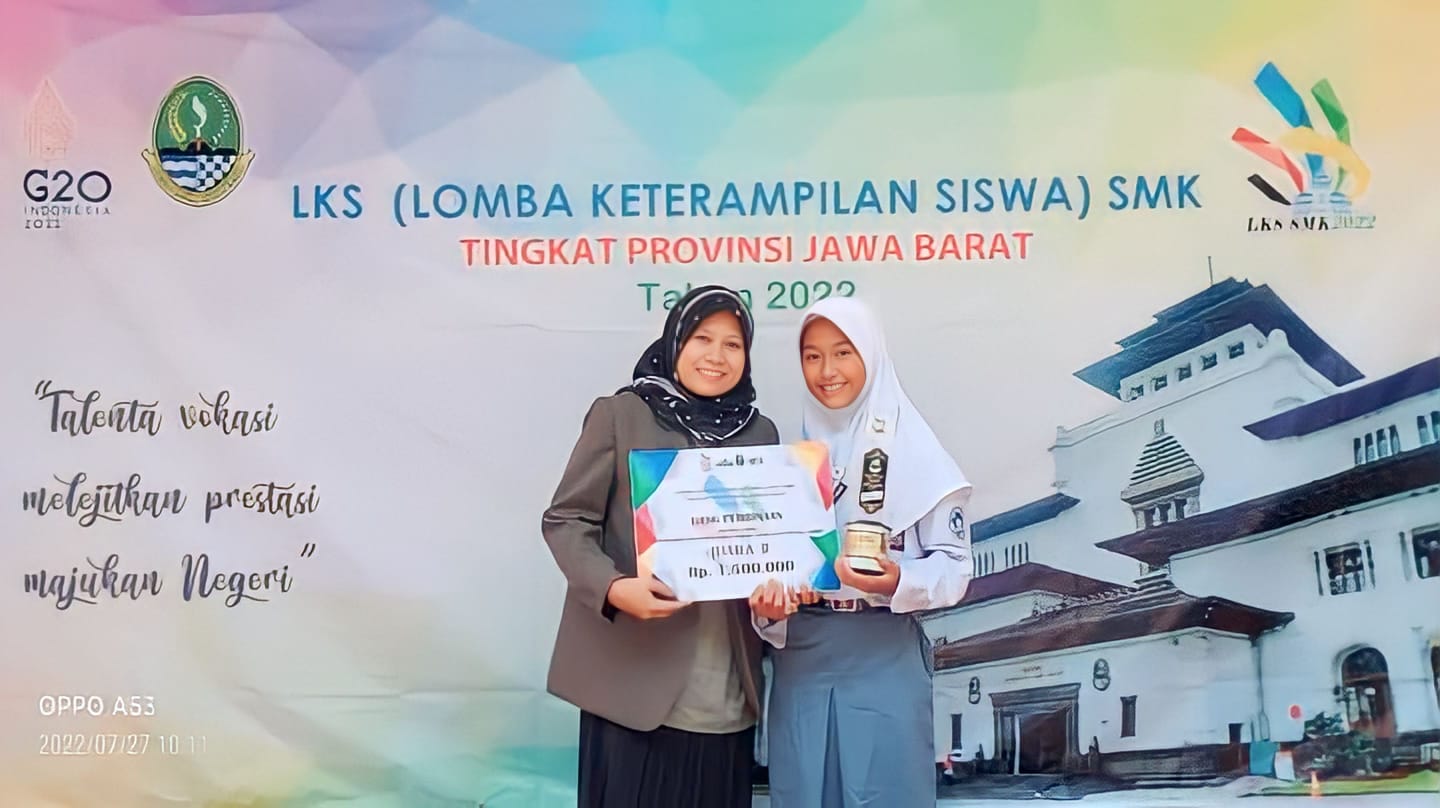 G20
INDONESIA
LKS (LOMBA KETERAMPILAN SISWA) SMK
LKS SMK 2022
TINGKAT PROVINSI JAWA BARAT
2022
"Talenta vokasi
melejitkan prestasi
majukan Negeri"
Rp.
OPPO A53
2022/07/27 10:11